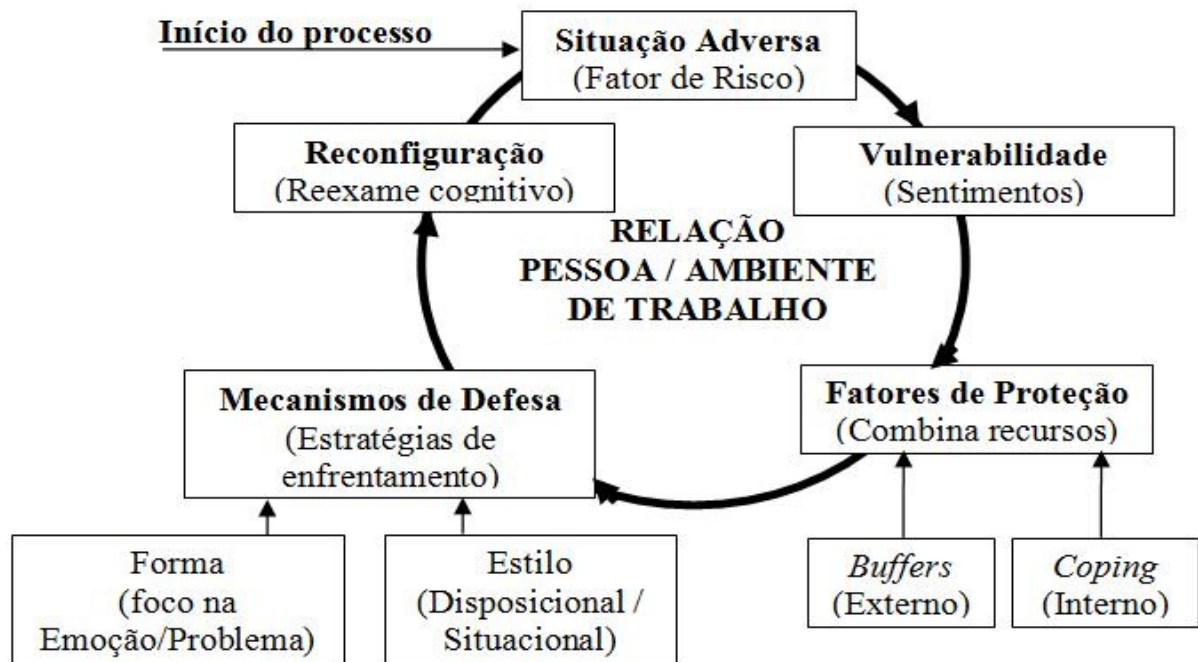 Início do processo
Situação Adversa
(Fator de Risco)
Reconfiguração
(Reexame cognitivo)
Vulnerabilidade
(Sentimentos)
RELAÇÃO
PESSOA / AMBIENTE
DE TRABALHO
Mecanismos de Defesa
(Estratégias de
enfrentamento)
Fatores de Proteção
(Combina recursos)
Forma
(foco na
Emoção/Problema)
Estilo
(Disposicional /
Situacional)
Buffers
(Externo)
Coping
(Interno)